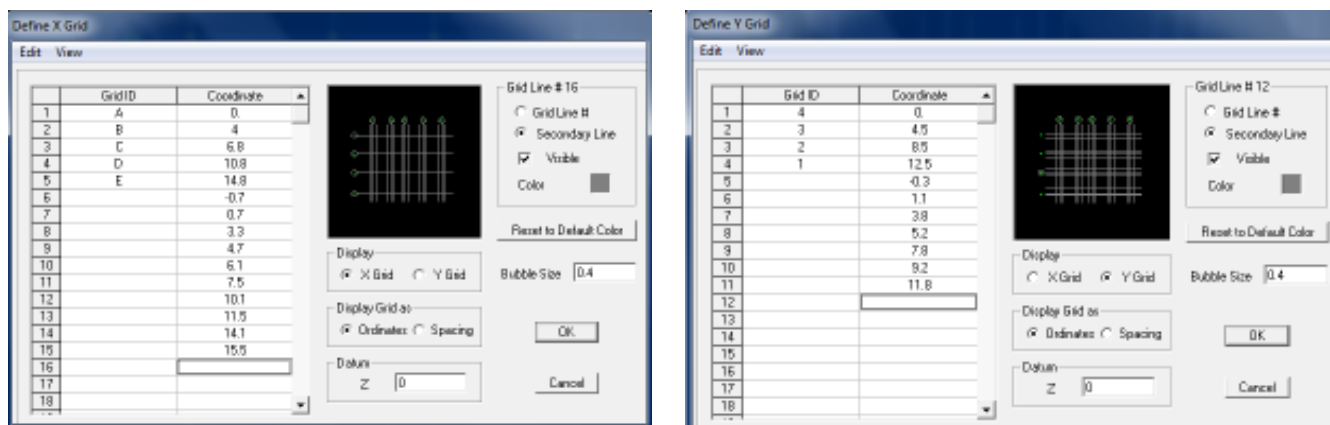 Define X Grid
Edit View
Grid ID Coordinate
1 A 0.
2 B 4
3 C 6.8
4 D 10.8
5 E 14.8
6 -0.7
7 0.7
8 3.3
9 4.7
10 6.1
11 7.5
12 10.1
13 11.5
14 14.1
15 15.5
16
17
18
Grid Line # 16
Grid Line #
Secondary Line
Visible
Color
Reset to Default Color
Display
X Grid Y Grid
Bubble Size 0.4
Display Grid as
Ordinates Spacing
OK
Datum
Z 0
Cancel
Define Y Grid
Edit View
Grid ID Coordinate
1 4 0.
2 3 4.5
3 2 8.5
4 1 12.5
5 -0.3
6 1.1
7 3.8
8 5.2
9 7.8
10 9.2
11 11.8
12
13
14
15
16
17
18
Grid Line # 12
Grid Line #
Secondary Line
Visible
Color
Reset to Default Color
Display
X Grid Y Grid
Bubble Size 0.4
Display Grid as
Ordinates Spacing
OK
Datum
Z 0
Cancel